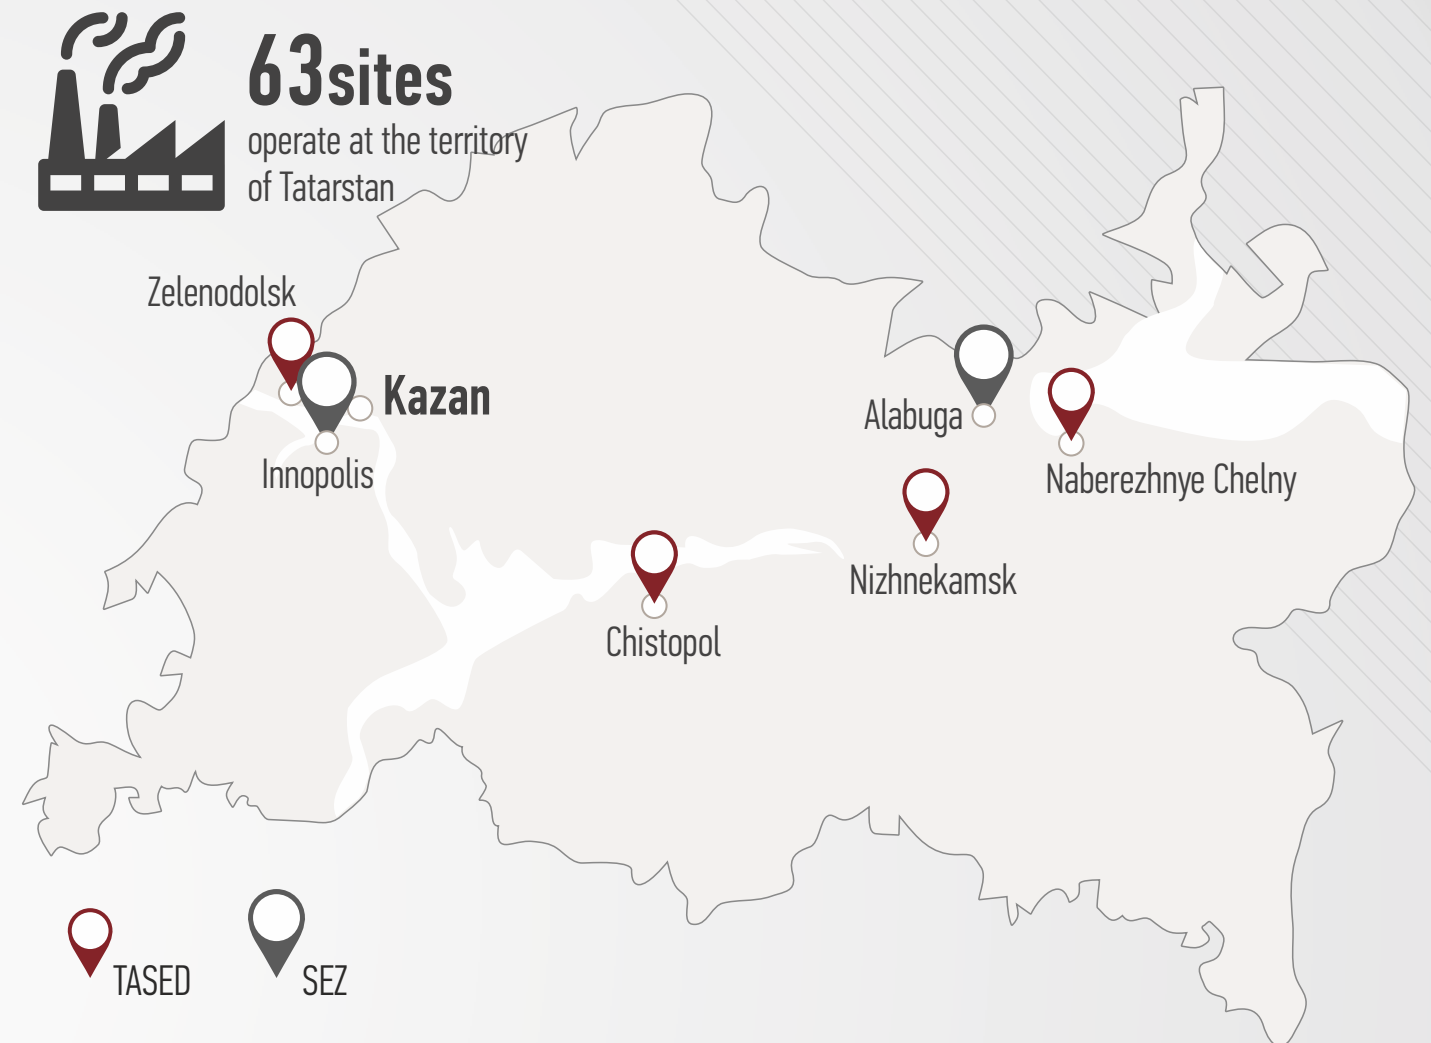 63sites
operate at the territory
of Tatarstan
Zelenodolsk
Kazan
Innopolis
Alabuga
Naberezhnye Chelny
Nizhnekamsk
Chistopol
TASED
SEZ